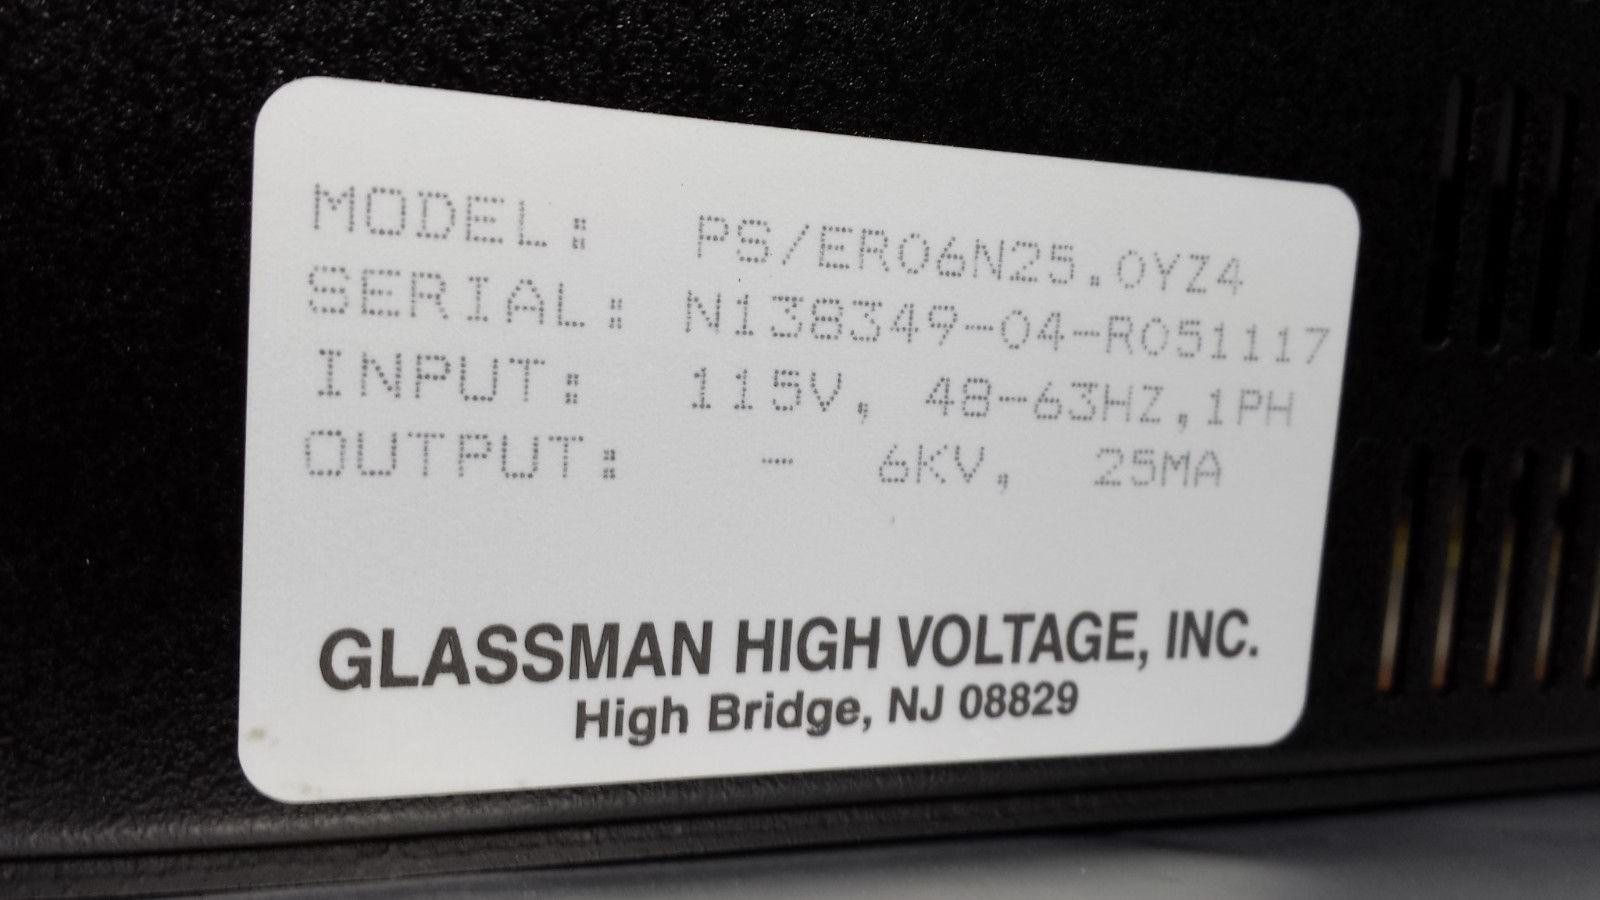 MODEL: PS/ER06N25.0YZ4
SERIAL: N138349-04-R051117
INPUT: 115V, 48-63HZ,1PH
OUTPUT: - 6KV, 25MA
GLASSMAN HIGH VOLTAGE, INC.
High Bridge, NJ 08829